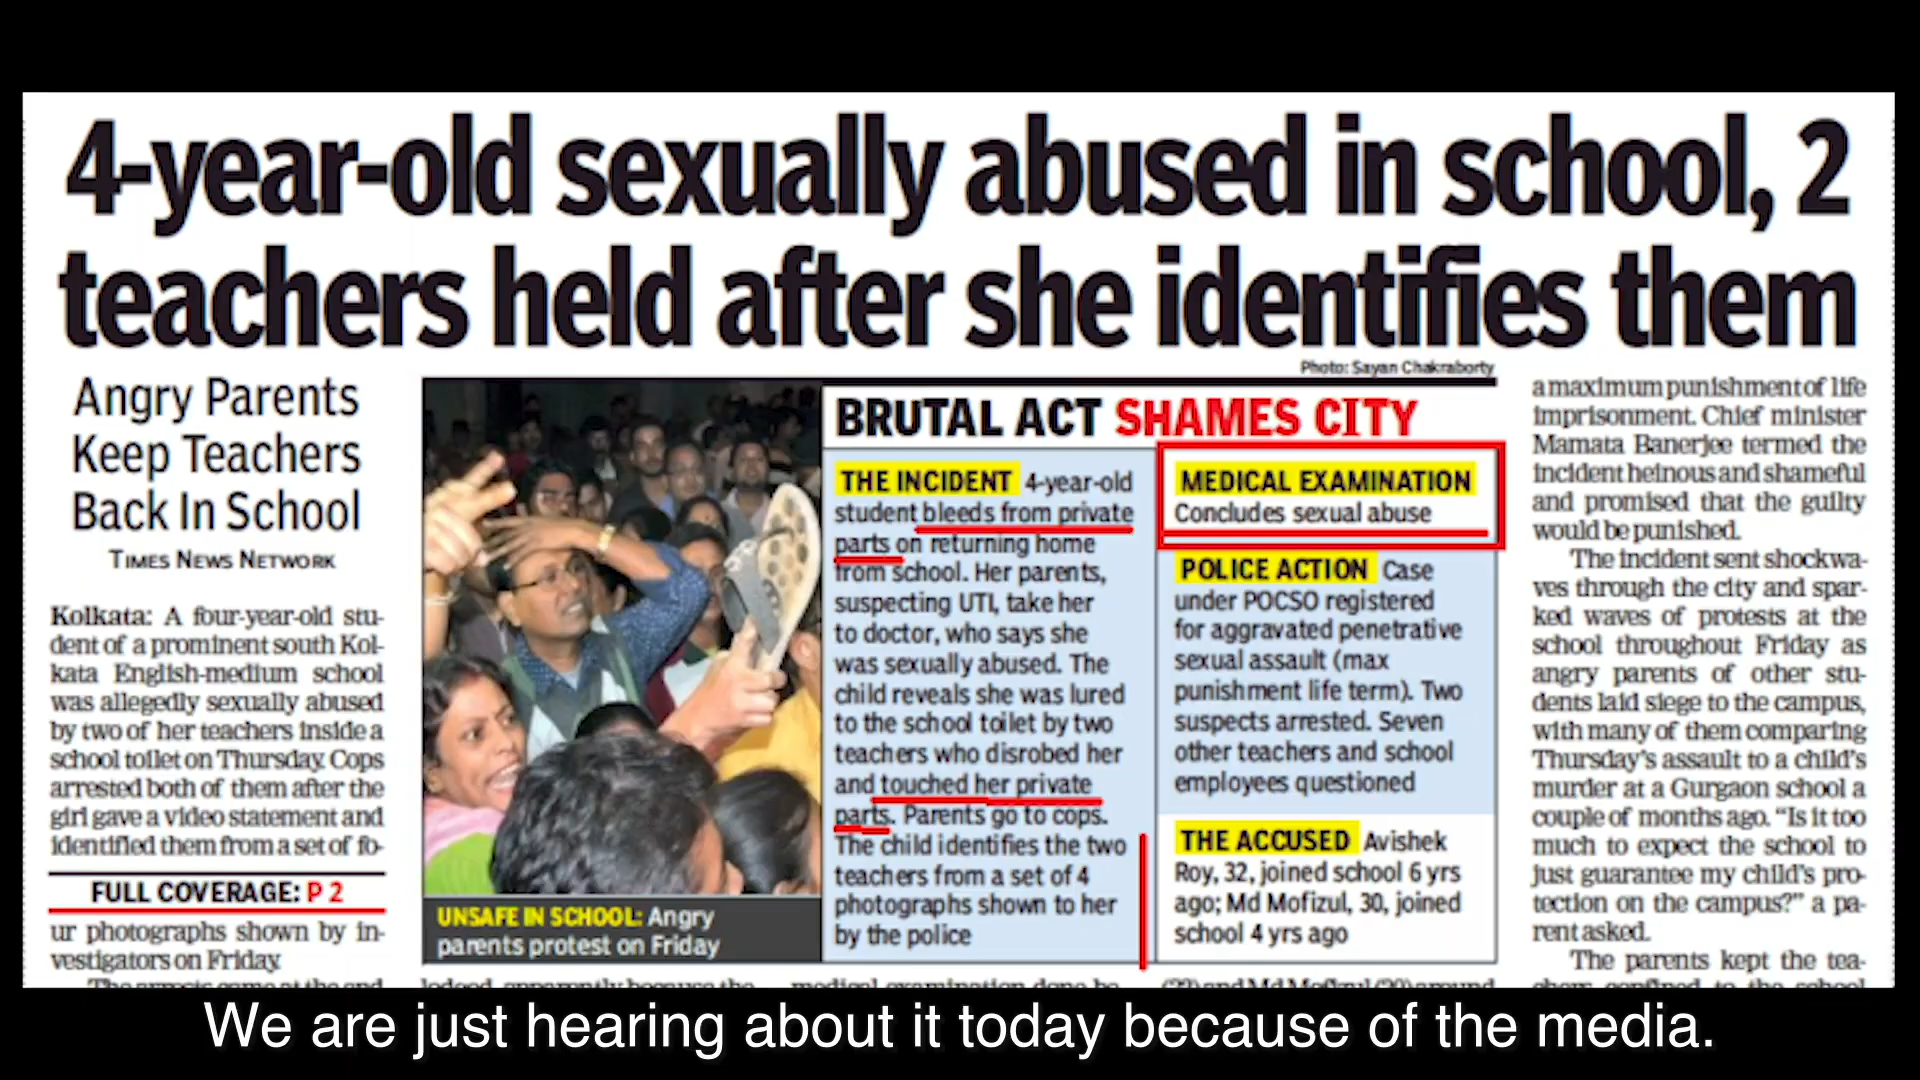 4-year-old sexually abused in school, 2
teachers held after she identifies them
Angry Parents
Keep Teachers
Back In School
TIMES NEWS NETWORK
Kolkata: A four-year-old stu-
dent of a prominent south Kol-
kata English-medium school
was allegedly sexually abused
by two of her teachers inside a
school toilet on Thursday. Cops
arrested both of them after the
girl gave a video statement and
identified them from a set of fo-
FULL COVERAGE: P 2
ur photographs shown by in-
vestigators on Friday.
Photo: Sayan Chakraborty
UNSAFE IN SCHOOL: Angry
parents protest on Friday
BRUTAL ACT SHAMES CITY
THE INCIDENT 4-year-old
student bleeds from private
parts on returning home
from school. Her parents,
suspecting UTI, take her
to doctor, who says she
was sexually abused. The
child reveals she was lured
to the school toilet by two
teachers who disrobed her
and touched her private
parts. Parents go to cops.
The child identifies the two
teachers from a set of 4
photographs shown to her
by the police
MEDICAL EXAMINATION
Concludes sexual abuse
POLICE ACTION Case
under POCSO registered
for aggravated penetrative
sexual assault (max
punishment life term). Two
suspects arrested. Seven
other teachers and school
employees questioned
THE ACCUSED Avishek
Roy, 32, joined school 6 yrs
ago; Md Mofizul, 30, joined
school 4 yrs ago
a maximum punishment of life
imprisonment. Chief minister
Mamata Banerjee termed the
incident heinous and shameful
and promised that the guilty
would be punished.
The incident sent shockwa-
ves through the city and spar-
ked waves of protests at the
school throughout Friday as
angry parents of other stu-
dents laid siege to the campus,
with many of them comparing
Thursday's assault to a child's
murder at a Gurgaon school a
couple of months ago. “Is it too
much to expect the school to
just guarantee my child's pro-
tection on the campus?” a pa-
rent asked.
The parents kept the tea-
We are just hearing about it today because of the media.